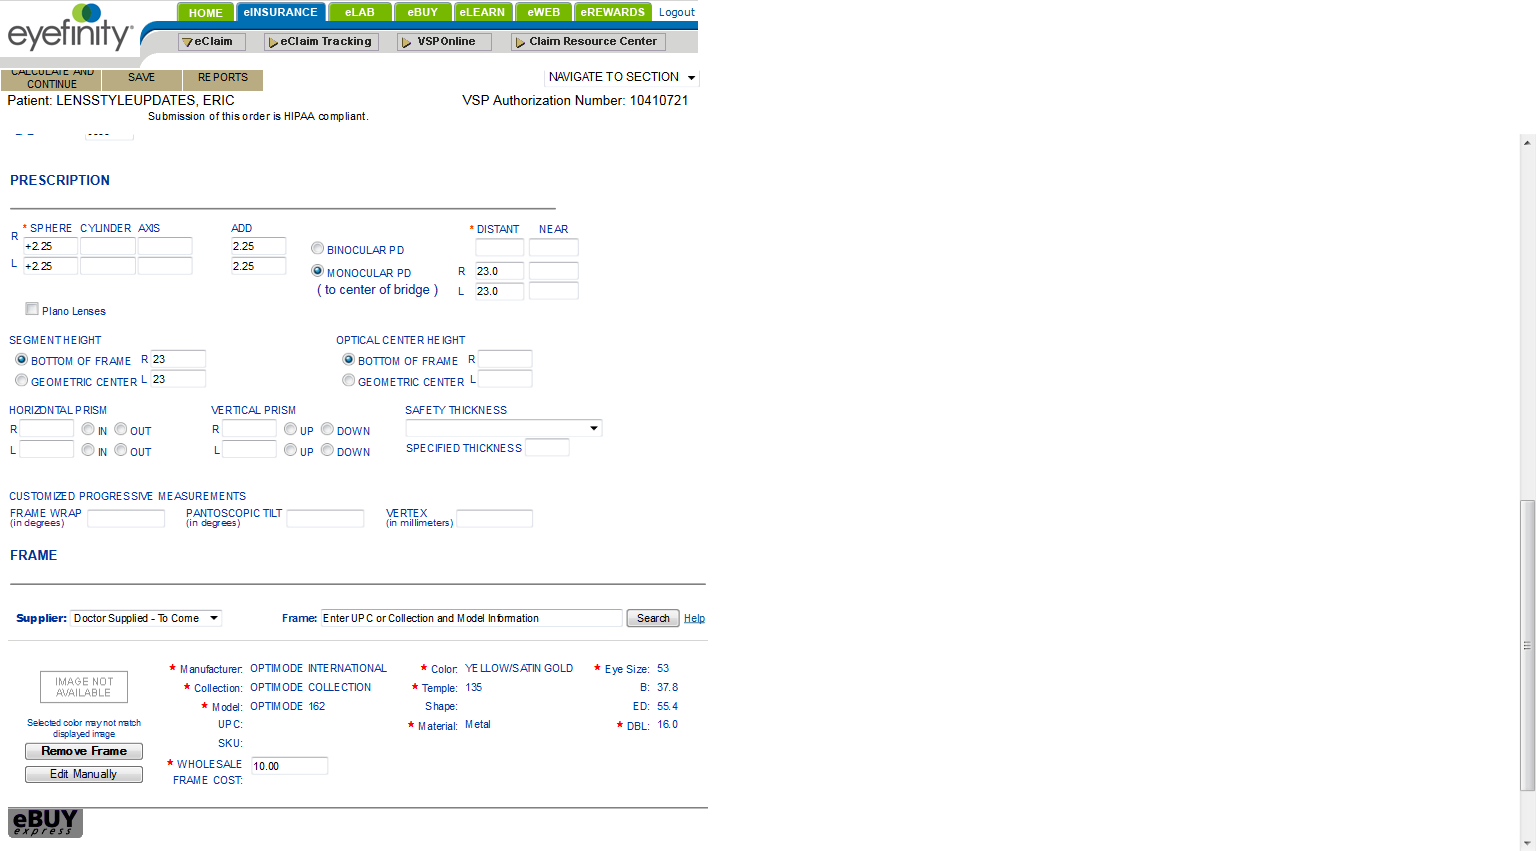 HOME eINSURANCE eLAB eBUY eLEARN eWEB eREWARDS Logout
eyefinity
eClaim eClaim Tracking VSPOnline Claim Resource Center
CALCULATE AND CONTINUE SAVE REPORTS NAVIGATE TO SECTION
Patient: LENSSTYLEUPDATES, ERIC VSP Authorization Number: 10410721
Submission of this order is HIPAA compliant.
PRESCRIPTION
* SPHERE CYLINDER AXIS ADD * DISTANT NEAR
R +2.25 2.25 BINOCULAR PD
L +2.25 2.25 MONOCULAR PD R 23.0
( to center of bridge ) L 23.0
Plano Lenses
SEGMENT HEIGHT OPTICAL CENTER HEIGHT
BOTTOM OF FRAME R 23 BOTTOM OF FRAME R
GEOMETRIC CENTER L 23 GEOMETRIC CENTER L
HORIZONTAL PRISM VERTICAL PRISM SAFETY THICKNESS
R IN OUT R UP DOWN
L IN OUT L UP DOWN SPECIFIED THICKNESS
CUSTOMIZED PROGRESSIVE MEASUREMENTS
FRAME WRAP PANTOSCOPIC TILT VERTEX
(in degrees) (in degrees) (in millimeters)
FRAME
Supplier: Doctor Supplied - To Come Frame: Enter UPC or Collection and Model Information Search Help
* Manufacturer: OPTIMODE INTERNATIONAL * Color: YELLOW/SATIN GOLD * Eye Size: 53
IMAGE NOT AVAILABLE * Collection: OPTIMODE COLLECTION * Temple: 135 B: 37.8
* Model: OPTIMODE 162 Shape: ED: 55.4
UPC: * Material: Metal * DBL: 16.0
Selected color may not match
displayed image
SKU:
Remove Frame
* WHOLESALE
FRAME COST: 10.00
Edit Manually
eBUY
express